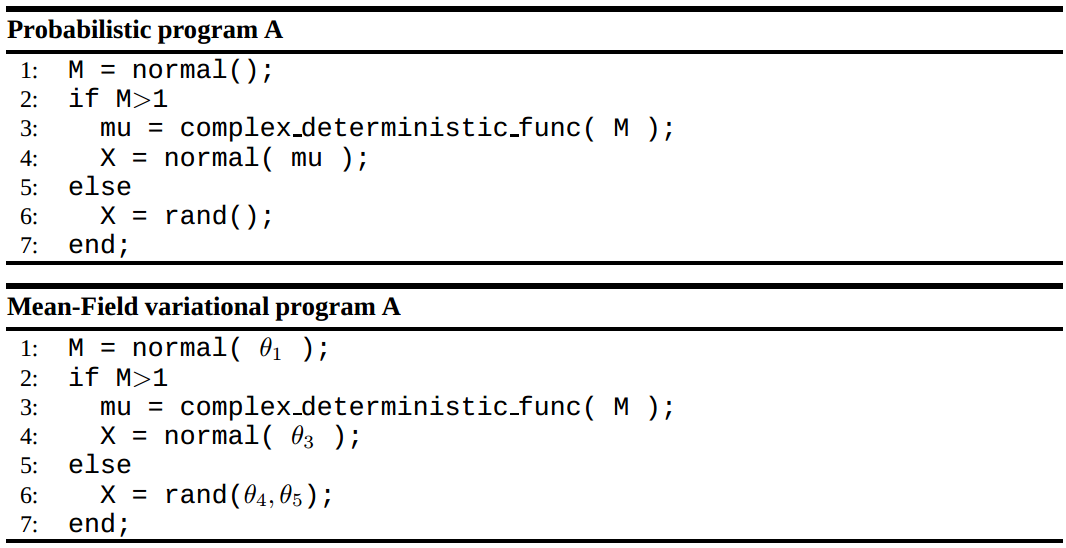 Probabilistic program A
1: M = normal();
2: if M>1
3: mu = complex_deterministic_func( M );
4: X = normal( mu );
5: else
6: X = rand();
7: end;
Mean-Field variational program A
1: M = normal( θ₁ );
2: if M>1
3: mu = complex_deterministic_func( M );
4: X = normal( θ₃ );
5: else
6: X = rand(θ₄,θ₅);
7: end;